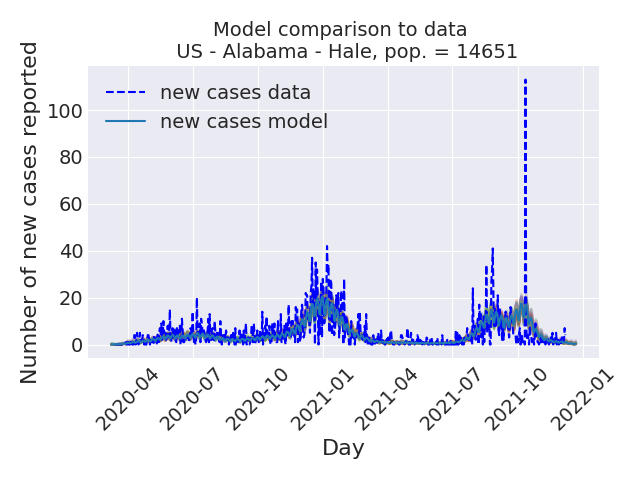 Model comparison to data
US - Alabama - Hale, pop. = 14651
Number of new cases reported
new cases data
new cases model
100
80
60
40
20
0
2020-04
2020-07
2020-10
2021-01
2021-04
2021-07
2021-10
2022-01
Day